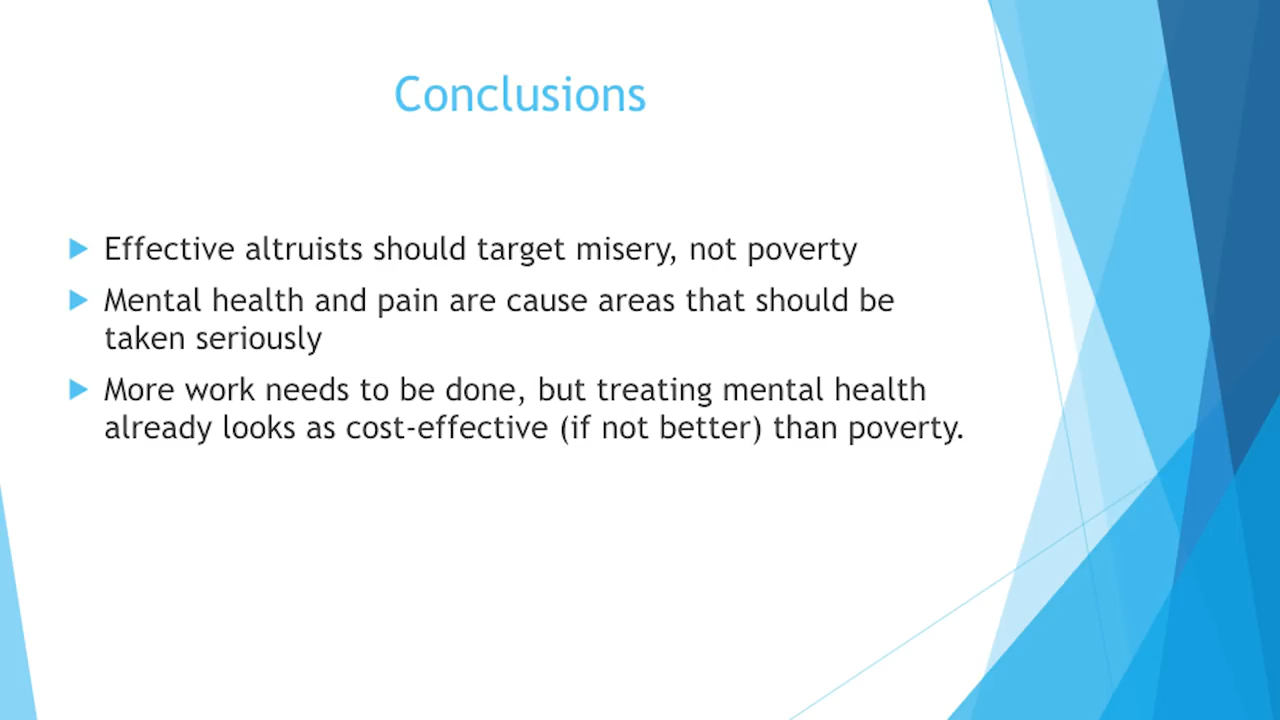 Conclusions
Effective altruists should target misery, not poverty
Mental health and pain are cause areas that should be
taken seriously
More work needs to be done, but treating mental health
already looks as cost-effective (if not better) than poverty.